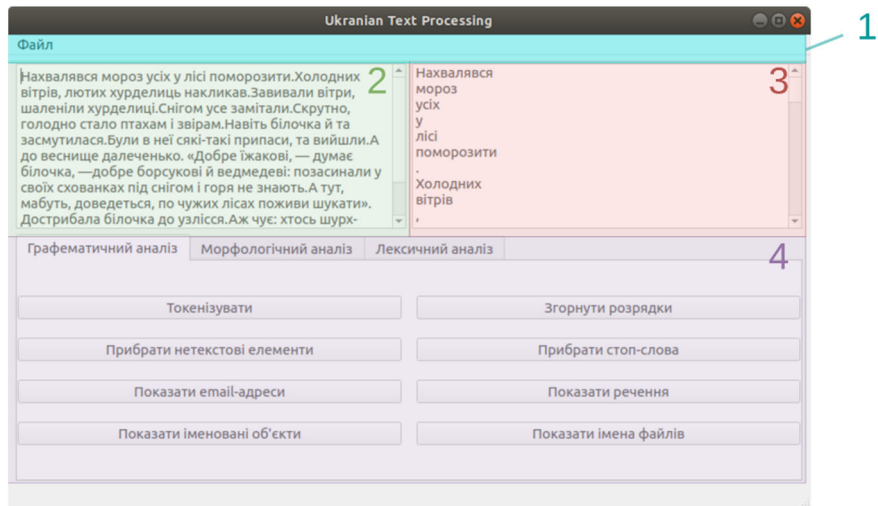 Ukranian Text Processing
1
Файл
2
Нахвалявся мороз усіх у лісі поморозити.Холодних
вітрів, лютих хурделиць накликав.Завивали вітри,
шаленіли хурделиці.Снігом усе замітали.Скрутно,
голодно стало птахам і звірам.Навіть білочка й та
засмутилася.Були в неї сякі-такі припаси, та вийшли.А
до веснище далеченько. «Добре їжакові, — думає
білочка, —добре борсукові й ведмедеві: позасинали у
своїх схованках під снігом і горя не знають.А тут,
мабуть, доведеться, по чужих лісах поживи шукати».
Дострибала білочка до узлісся.Аж чує: хтось шурх-
3
Нахвалявся
мороз
усіх
у
лісі
поморозити
.
Холодних
вітрів
,
4
Графематичний аналіз Морфологічний аналіз Лексичний аналіз
Токенізувати Згорнути розрядки
Прибрати нетекстові елементи Прибрати стоп-слова
Показати email-адреси Показати речення
Показати іменовані об'єкти Показати імена файлів